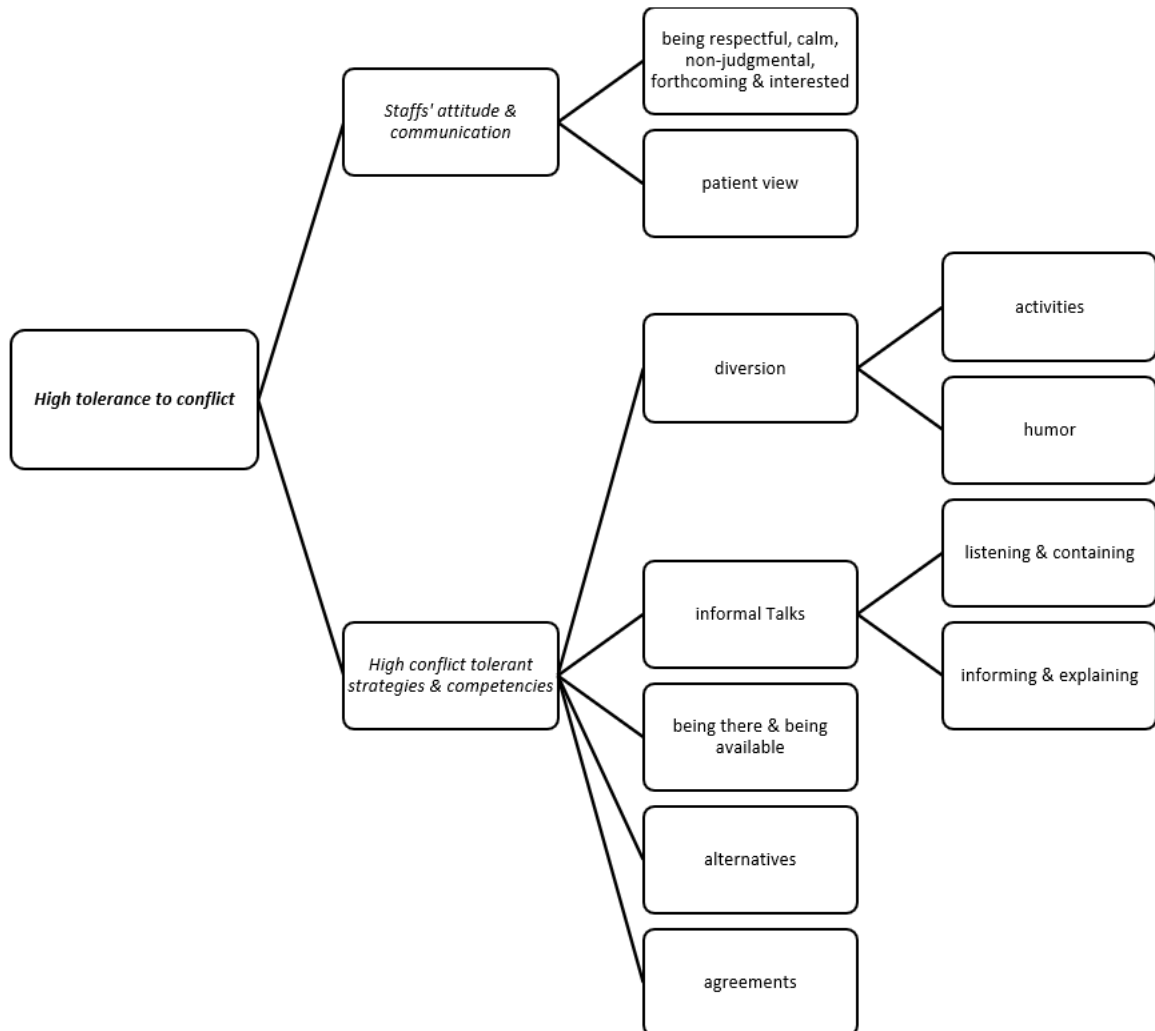 being respectful, calm,
non-judgmental,
forthcoming & interested
Staffs' attitude &
communication
patient view
activities
diversion
High tolerance to conflict
humor
listening & containing
informal Talks
High conflict tolerant
strategies & competencies
informing & explaining
being there & being
available
alternatives
agreements